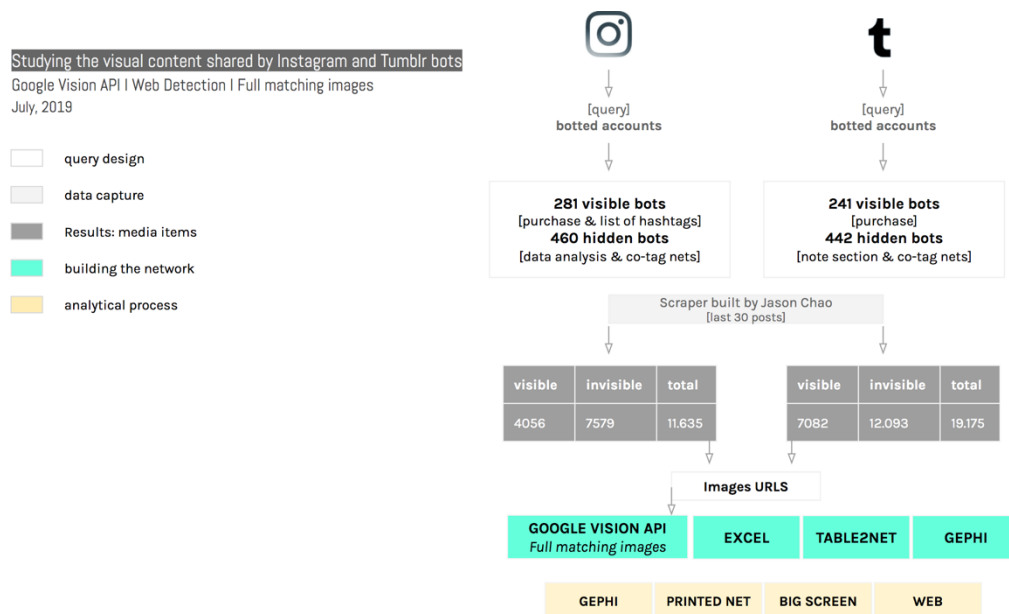 Studying the visual content shared by Instagram and Tumblr bots
Google Vision API I Web Detection I Full matching images
July, 2019
query design
data capture
Results: media items
building the network
analytical process
t
[query]
botted accounts
[query]
botted accounts
281 visible bots
[purchase & list of hashtags]
460 hidden bots
[data analysis & co-tag nets]
241 visible bots
[purchase]
442 hidden bots
[note section & co-tag nets]
Scraper built by Jason Chao
[last 30 posts]
visible invisible total
4056 7579 11.635
visible invisible total
7082 12.093 19.175
Images URLS
GOOGLE VISION API
Full matching images
EXCEL
TABLE2NET
GEPHI
GEPHI
PRINTED NET
BIG SCREEN
WEB